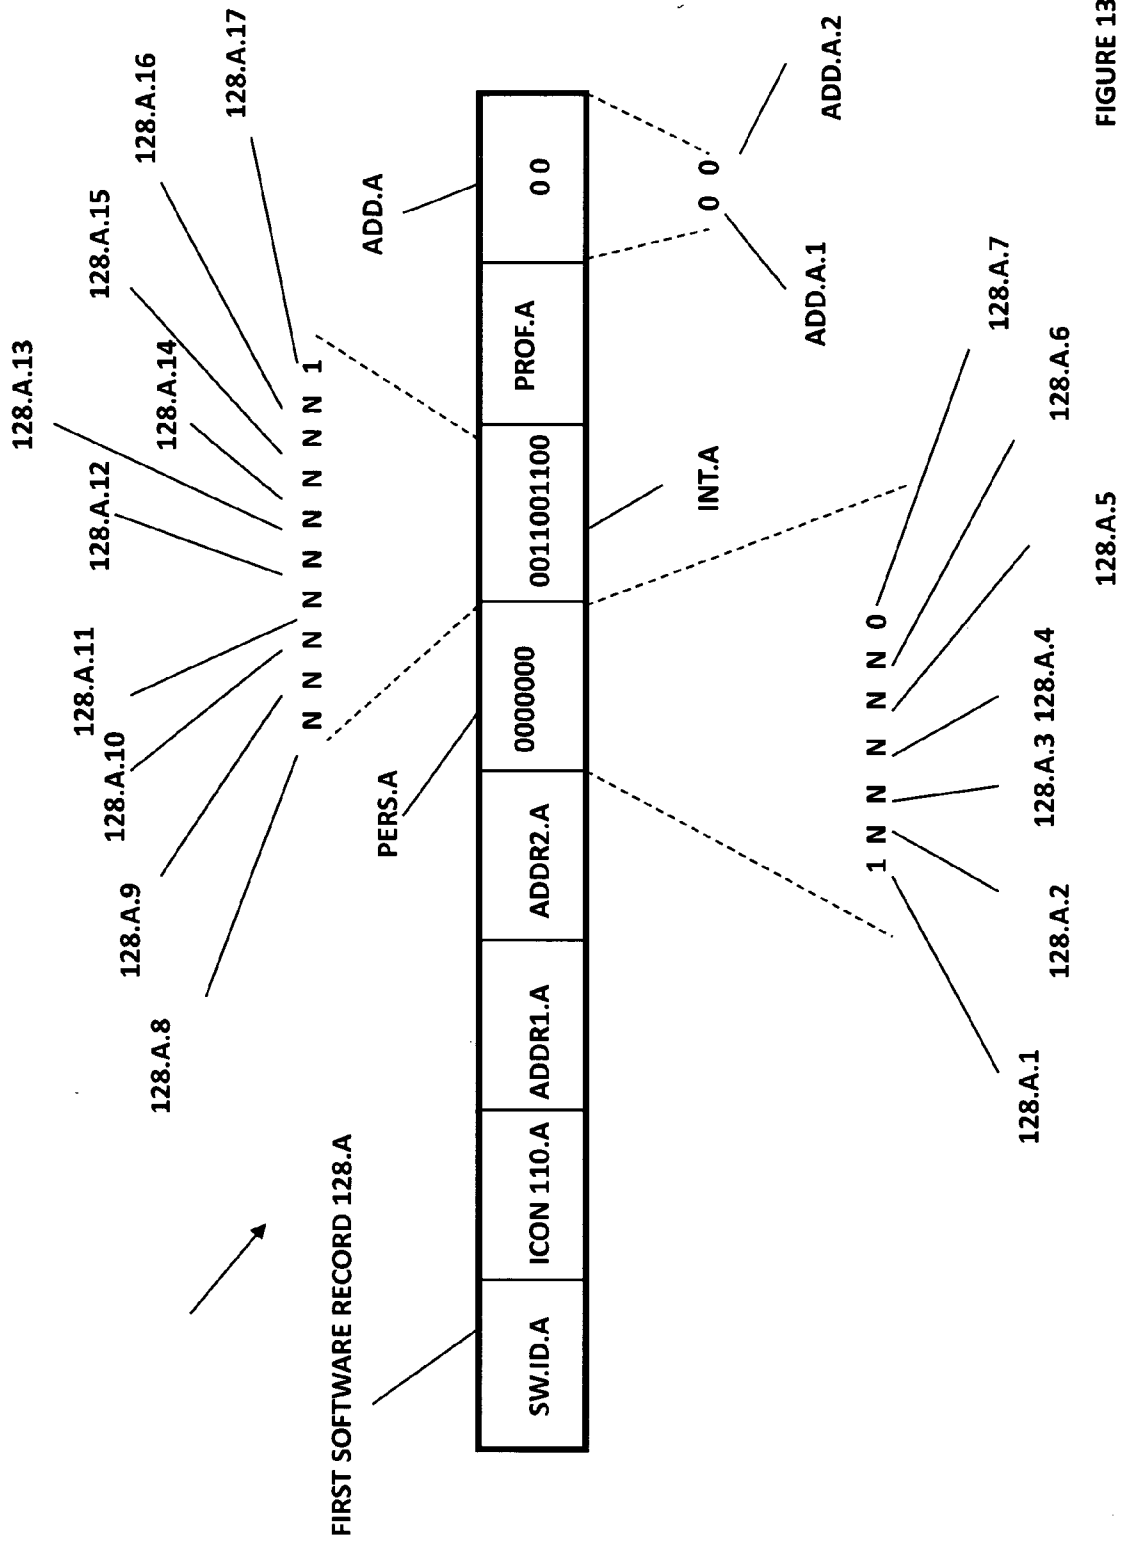 128.A.13
128.A.11
128.A.12
128.A.15
128.A.10
128.A.9
128.A.16
128.A.8
128.A.14
128.A.17
N N N N N N N N N 1
FIRST SOFTWARE RECORD 128.A
PERS.A
ADD.A
SW.ID.A ICON 110.A ADDR1.A ADDR2.A 0000000 0011001100 PROF.A 0 0
INT.A
0 0
ADD.A.1
ADD.A.2
1 N N N N N 0
128.A.7
128.A.1
128.A.2
128.A.3 128.A.4
128.A.6
128.A.5
FIGURE 13